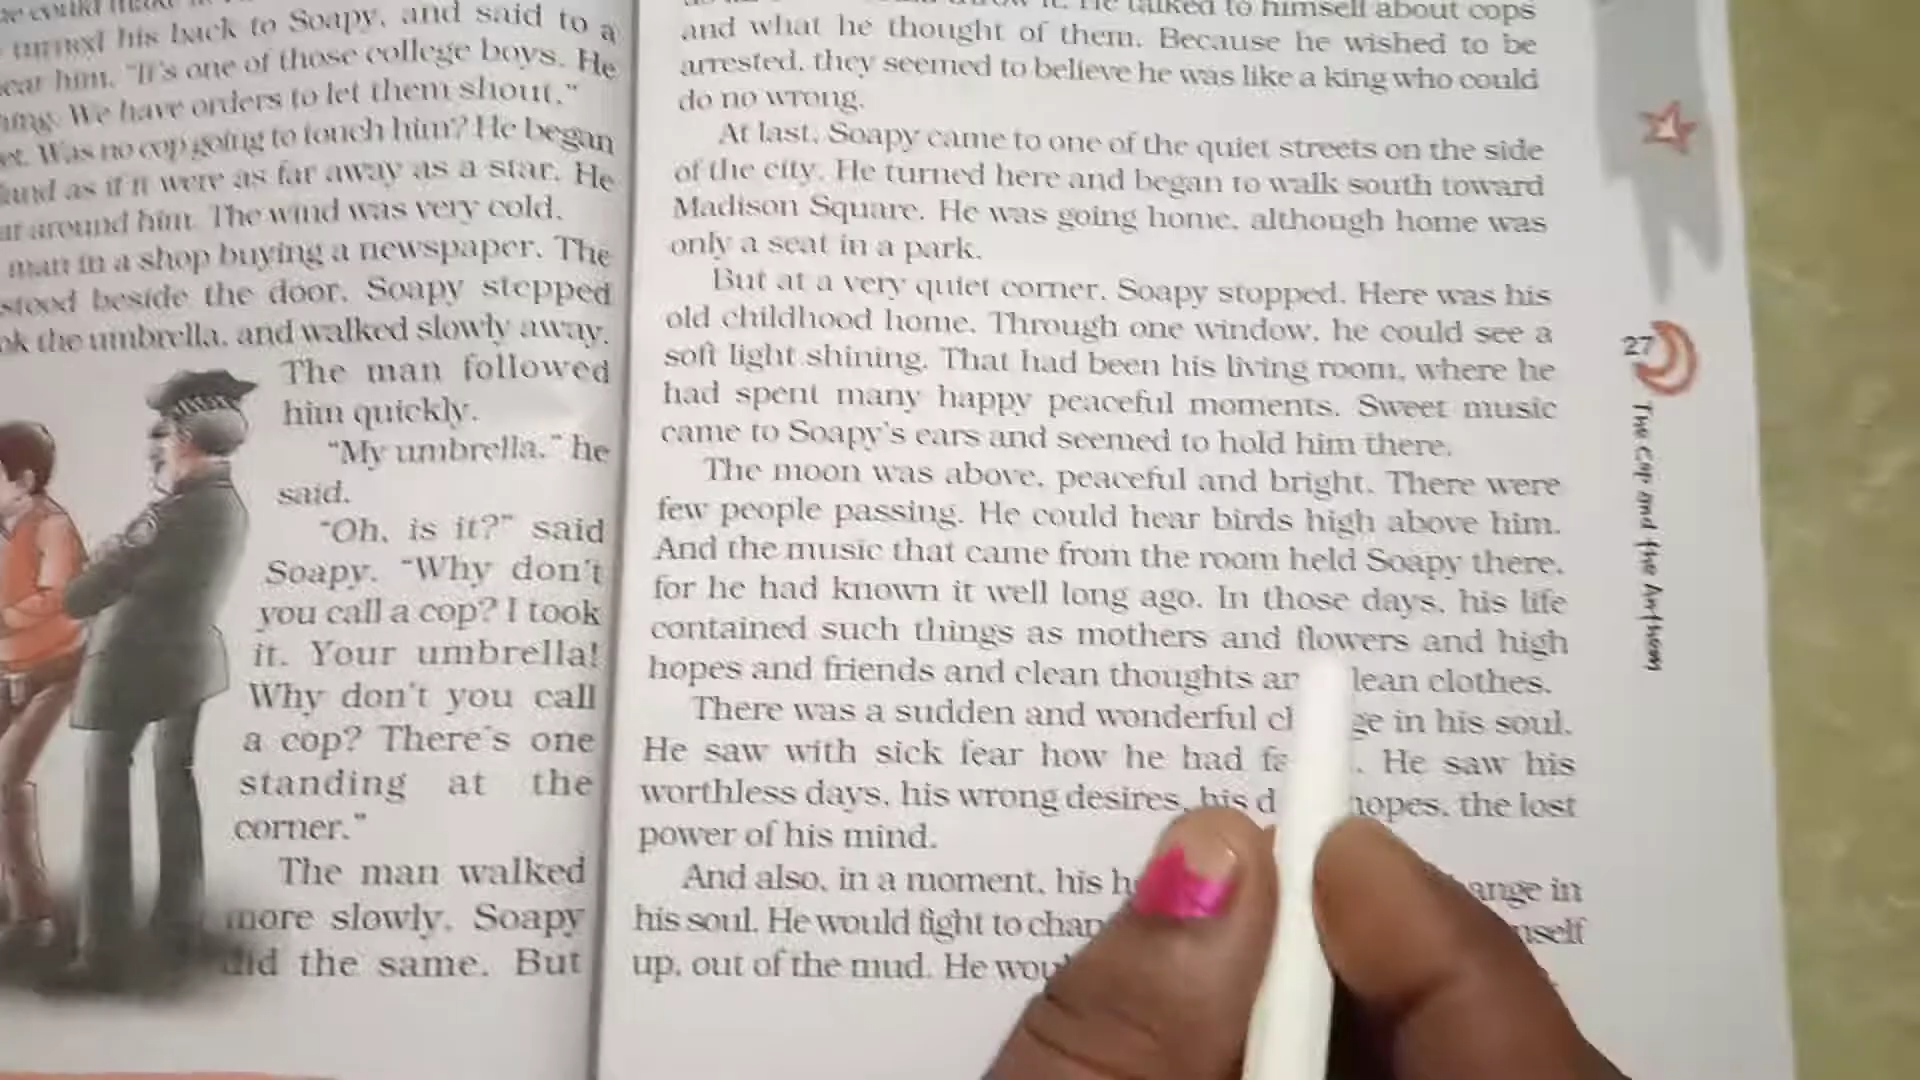 turned his back to Soapy, and said to a
him. "It's one of those college boys. He
We have orders to let them shout."
Was no cop going to touch him? He began
as if it were as far away as a star. He
around him. The wind was very cold.
man in a shop buying a newspaper. The
stood beside the door. Soapy stepped
the umbrella, and walked slowly away.
The man followed
him quickly.
"My umbrella," he
said.
"Oh, is it?" said
Soapy. "Why don't
you call a cop? I took
it. Your umbrella!
Why don't you call
a cop? There's one
standing at the
corner."
The man walked
more slowly. Soapy
did the same. But
He talked to himself about cops
and what he thought of them. Because he wished to be
arrested, they seemed to believe he was like a king who could
do no wrong.
At last, Soapy came to one of the quiet streets on the side
of the city. He turned here and began to walk south toward
Madison Square. He was going home, although home was
only a seat in a park.
But at a very quiet corner, Soapy stopped. Here was his
old childhood home. Through one window, he could see a
soft light shining. That had been his living room, where he
had spent many happy peaceful moments. Sweet music
came to Soapy's ears and seemed to hold him there.
The moon was above, peaceful and bright. There were
few people passing. He could hear birds high above him.
And the music that came from the room held Soapy there,
for he had known it well long ago. In those days, his life
contained such things as mothers and flowers and high
hopes and friends and clean thoughts clothes.
There was a sudden and wonderful in his soul.
He saw with sick fear how he had He saw his
worthless days, his wrong desires, his hopes, the lost
power of his mind.
And also, in a moment, his in
his soul. He would fight to
up, out of the mud. He
27
The Cop and the Anthem